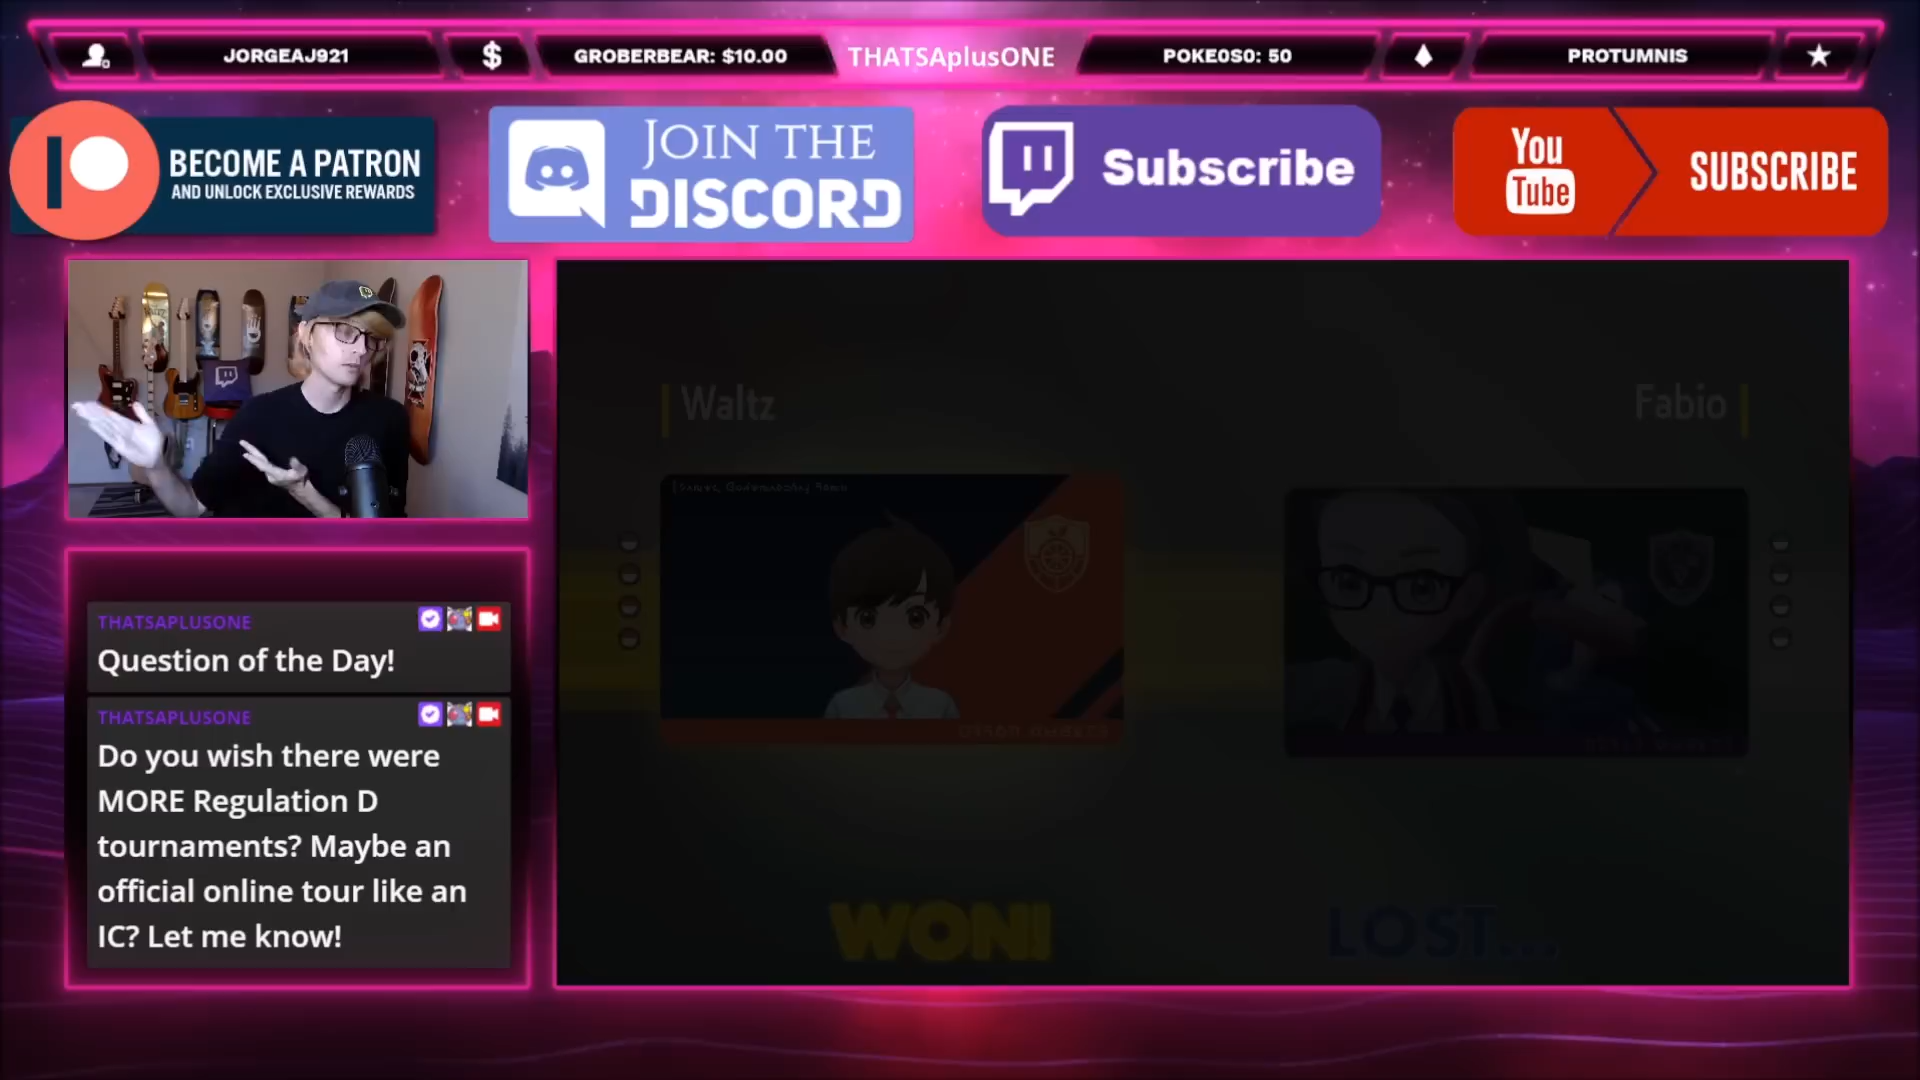 JORGEAJ921
$
GROBERBEAR: $10.00
THATSAplusONE
POKE0S0: 50
PROTUMNIS
BECOME A PATRON
AND UNLOCK EXCLUSIVE REWARDS
JOIN THE
DISCORD
Subscribe
You
Tube
SUBSCRIBE
Waltz
Fabio
THATSAPLUSONE
Question of the Day!
THATSAPLUSONE
Do you wish there were
MORE Regulation D
tournaments? Maybe an
official online tour like an
IC? Let me know!
WON!
LOST...